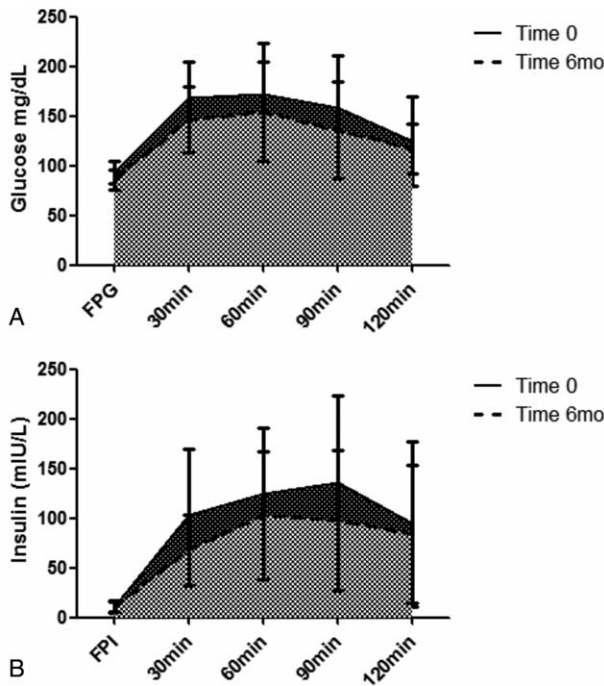 250
200
150
100
50
0
Glucose mg/dL
FPG
30min
60min
90min
120min
Time 0
Time 6mo
A
250
200
150
100
50
0
Insulin (mIU/L)
FPI
30min
60min
90min
120min
Time 0
Time 6mo
B